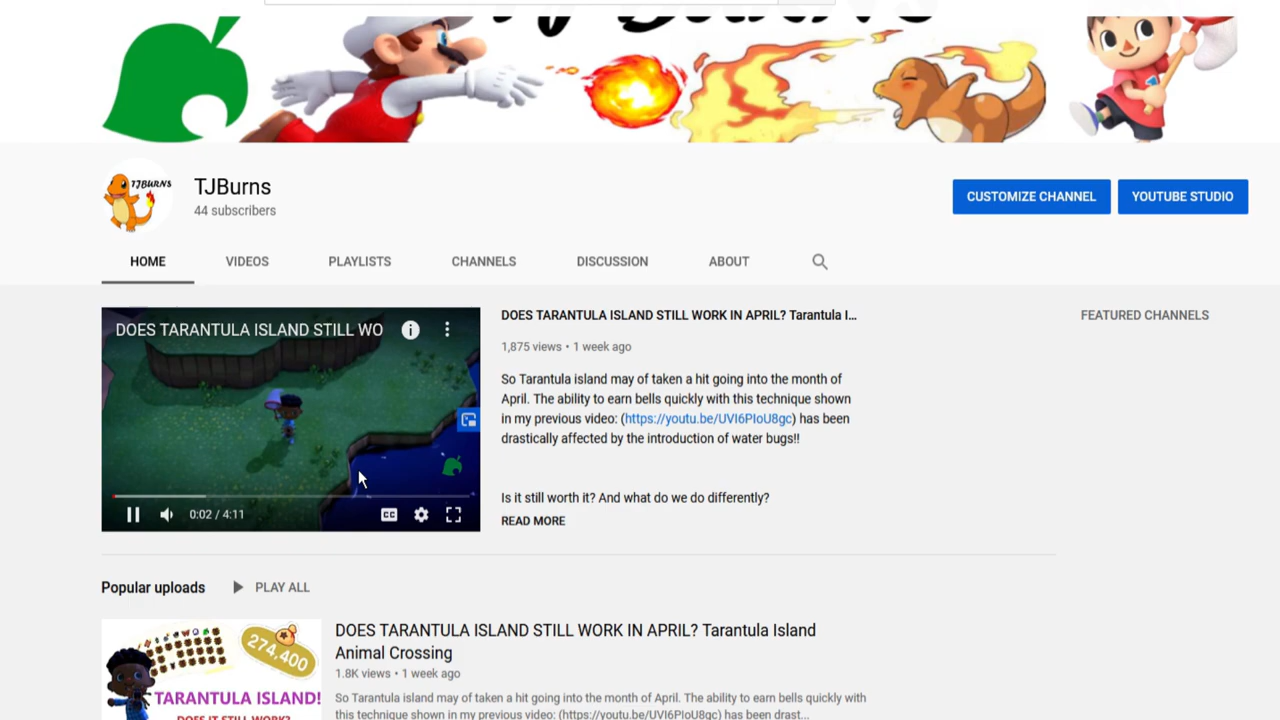 TJBURNS
TJBurns
44 subscribers
CUSTOMIZE CHANNEL
YOUTUBE STUDIO
HOME
VIDEOS
PLAYLISTS
CHANNELS
DISCUSSION
ABOUT
DOES TARANTULA ISLAND STILL WO
0:02 / 4:11
CC
DOES TARANTULA ISLAND STILL WORK IN APRIL? Tarantula I...
1,875 views • 1 week ago
So Tarantula island may of taken a hit going into the month of
April. The ability to earn bells quickly with this technique shown
in my previous video: (https://youtu.be/UVI6PIoU8gc) has been
drastically affected by the introduction of water bugs!!
Is it still worth it? And what do we do differently?
READ MORE
FEATURED CHANNELS
Popular uploads
PLAY ALL
274,400
TARANTULA ISLAND!
DOES IT STILL WORK?
DOES TARANTULA ISLAND STILL WORK IN APRIL? Tarantula Island
Animal Crossing
1.8K views • 1 week ago
So Tarantula island may of taken a hit going into the month of April. The ability to earn bells quickly with
this technique shown in my previous video: (https://youtu.be/UVI6PIoU8gc) has been drast...